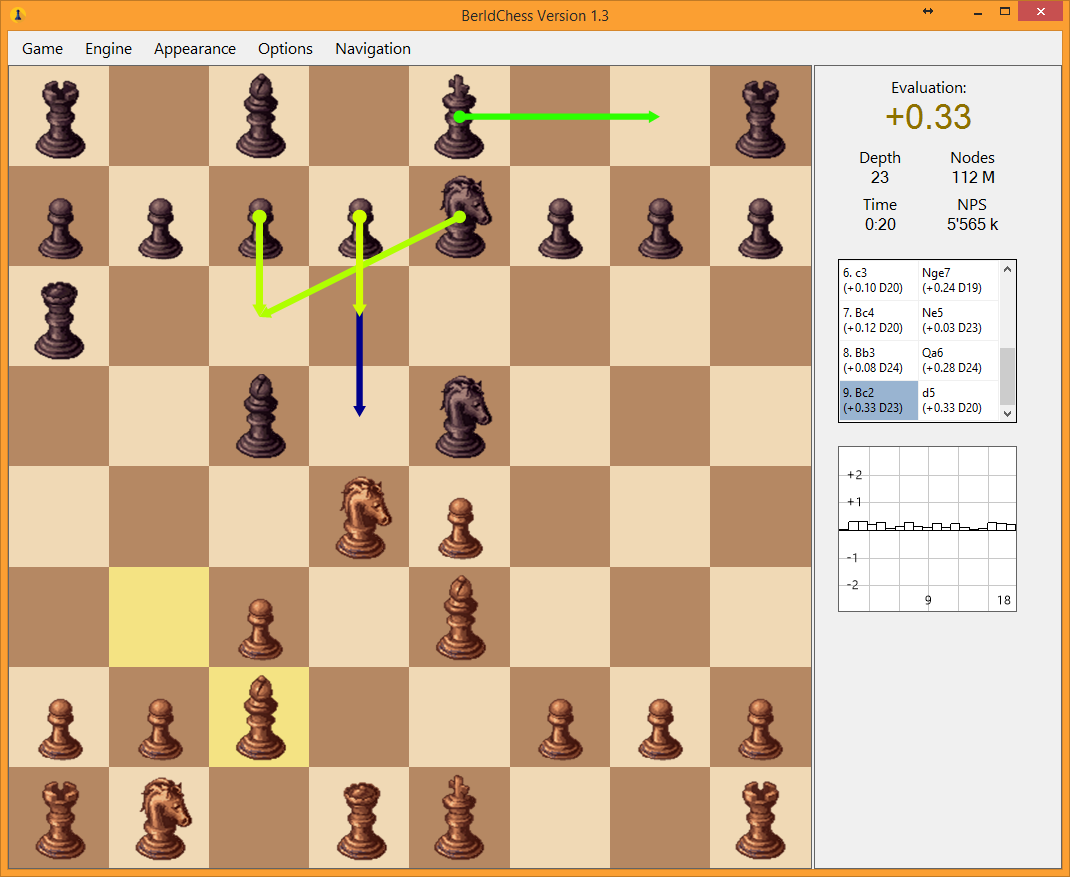 BerldChess Version 1.3
Game Engine Appearance Options Navigation
Evaluation:
+0.33
Depth Nodes
23 112 M
Time NPS
0:20 5'565 k
6. c3 Nge7
(+0.10 D20) (+0.24 D19)
7. Bc4 Ne5
(+0.12 D20) (+0.03 D23)
8. Bb3 Qa6
(+0.08 D24) (+0.28 D24)
9. Bc2 d5
(+0.33 D23) (+0.33 D20)
+2
+1
-1
-2
9 18